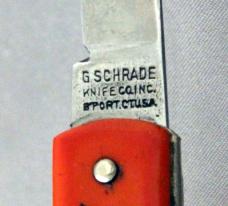 G. SCHRADE
KNIFE CO. INC.
B'PORT. CT. U.S.A.